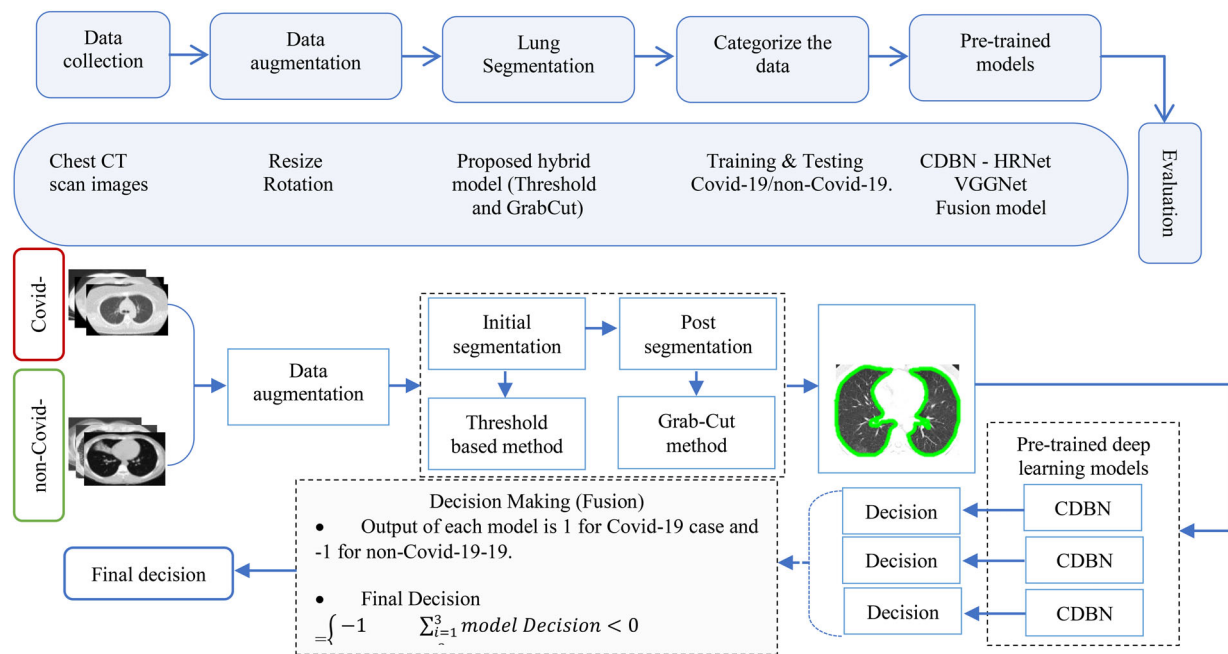 Data
collection
Data
augmentation
Lung
Segmentation
Categorize the
data
Pre-trained
models
Chest CT
scan images
Resize
Rotation
Proposed hybrid
model (Threshold
and GrabCut)
Training & Testing
Covid-19/non-Covid-19.
CDBN - HRNet
VGGNet
Fusion model
Evaluation
Covid-
non-Covid-
Data
augmentation
Initial
segmentation
Post
segmentation
Threshold
based method
Grab-Cut
method
Pre-trained deep
learning models
CDBN
CDBN
CDBN
Decision
Decision
Decision
Decision Making (Fusion)
● Output of each model is 1 for Covid-19 case and
-1 for non-Covid-19-19.
● Final Decision
={−1 ∑³ᵢ₌₁ model Decision < 0
Final decision